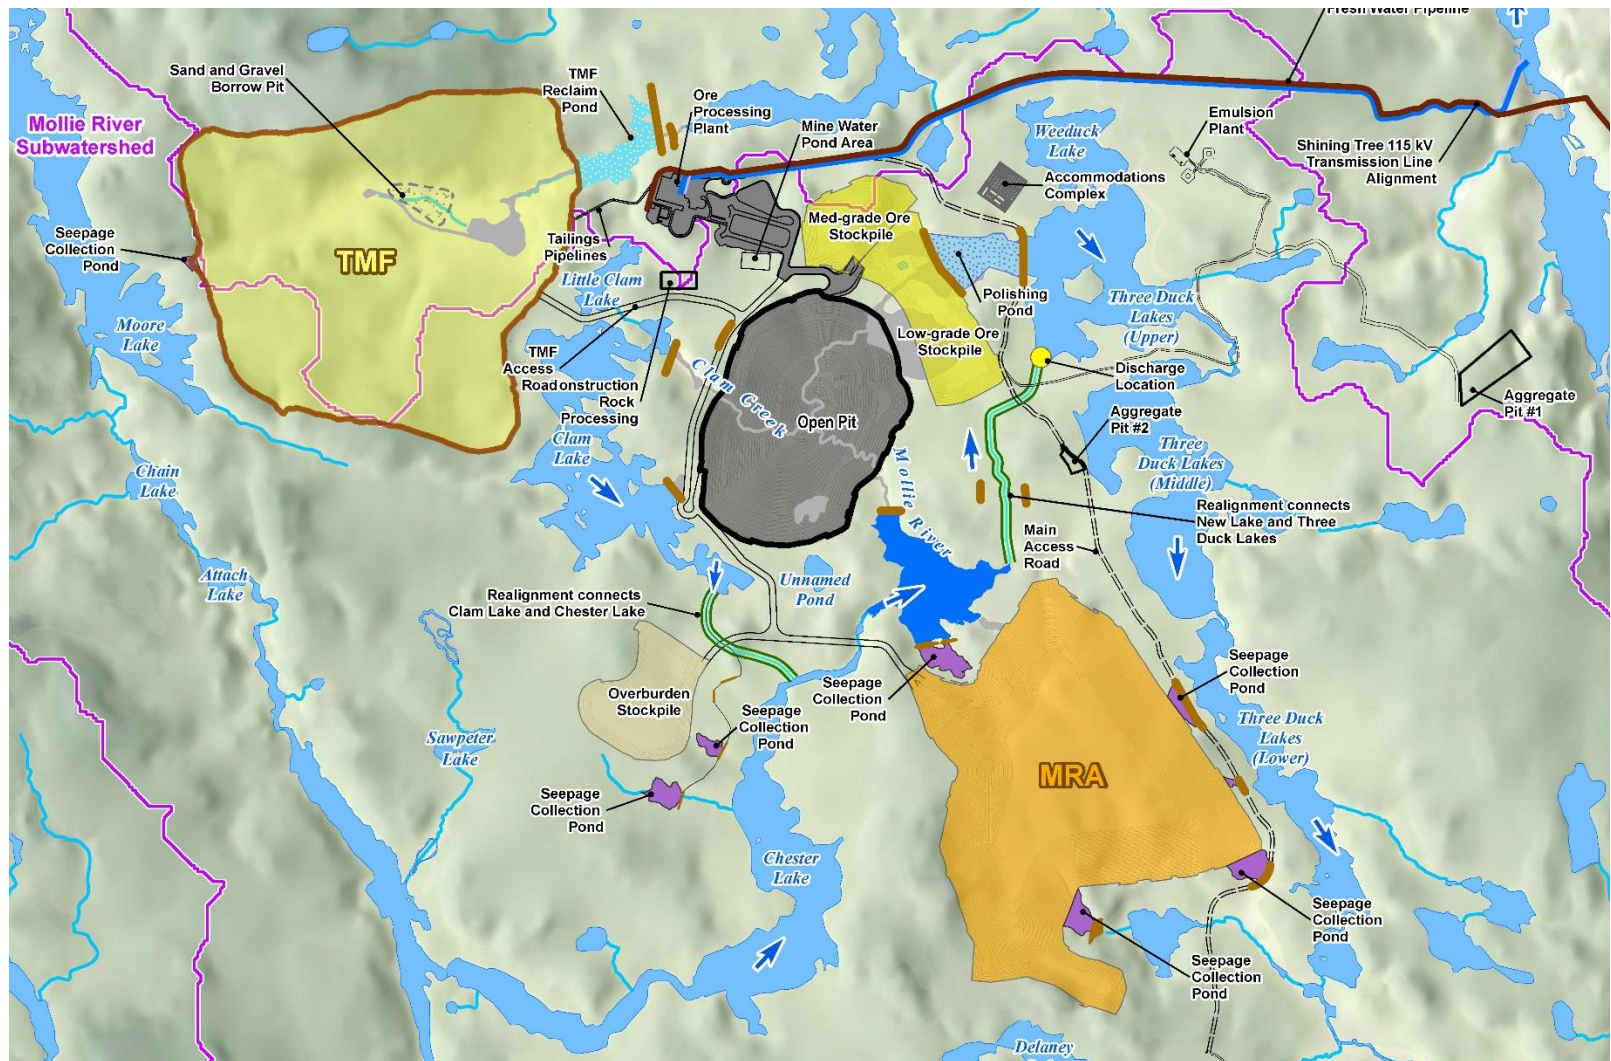 Fresh Water Pipeline
Sand and Gravel
Borrow Pit
TMF
Reclaim
Pond
Ore
Processing
Plant
Mine Water
Pond Area
Weeduck
Lake
Emulsion
Plant
Shining Tree 115 kV
Transmission Line
Alignment
Mollie River
Subwatershed
Accommodations
Complex
Seepage
Collection
Pond
TMF
Tailings
Pipelines
Med-grade Ore
Stockpile
Little Clam
Lake
Polishing
Pond
Three Duck
Lakes
(Upper)
Moore
Lake
Low-grade Ore
Stockpile
TMF
Access
Road
onstruction
Rock
Processing
Clam Creek
Discharge
Location
Aggregate
Pit #1
Open Pit
Aggregate
Pit #2
Clam
Lake
Mollie River
Three
Duck Lakes
(Middle)
Chain
Lake
Realignment connects
New Lake and Three
Duck Lakes
Main
Access
Road
Attach
Lake
Unnamed
Pond
Realignment connects
Clam Lake and Chester Lake
Overburden
Stockpile
Seepage
Collection
Pond
Seepage
Collection
Pond
Seepage
Collection
Pond
Three Duck
Lakes
(Lower)
Sawpeter
Lake
MRA
Seepage
Collection
Pond
Chester
Lake
Seepage
Collection
Pond
Seepage
Collection
Pond
Delaney